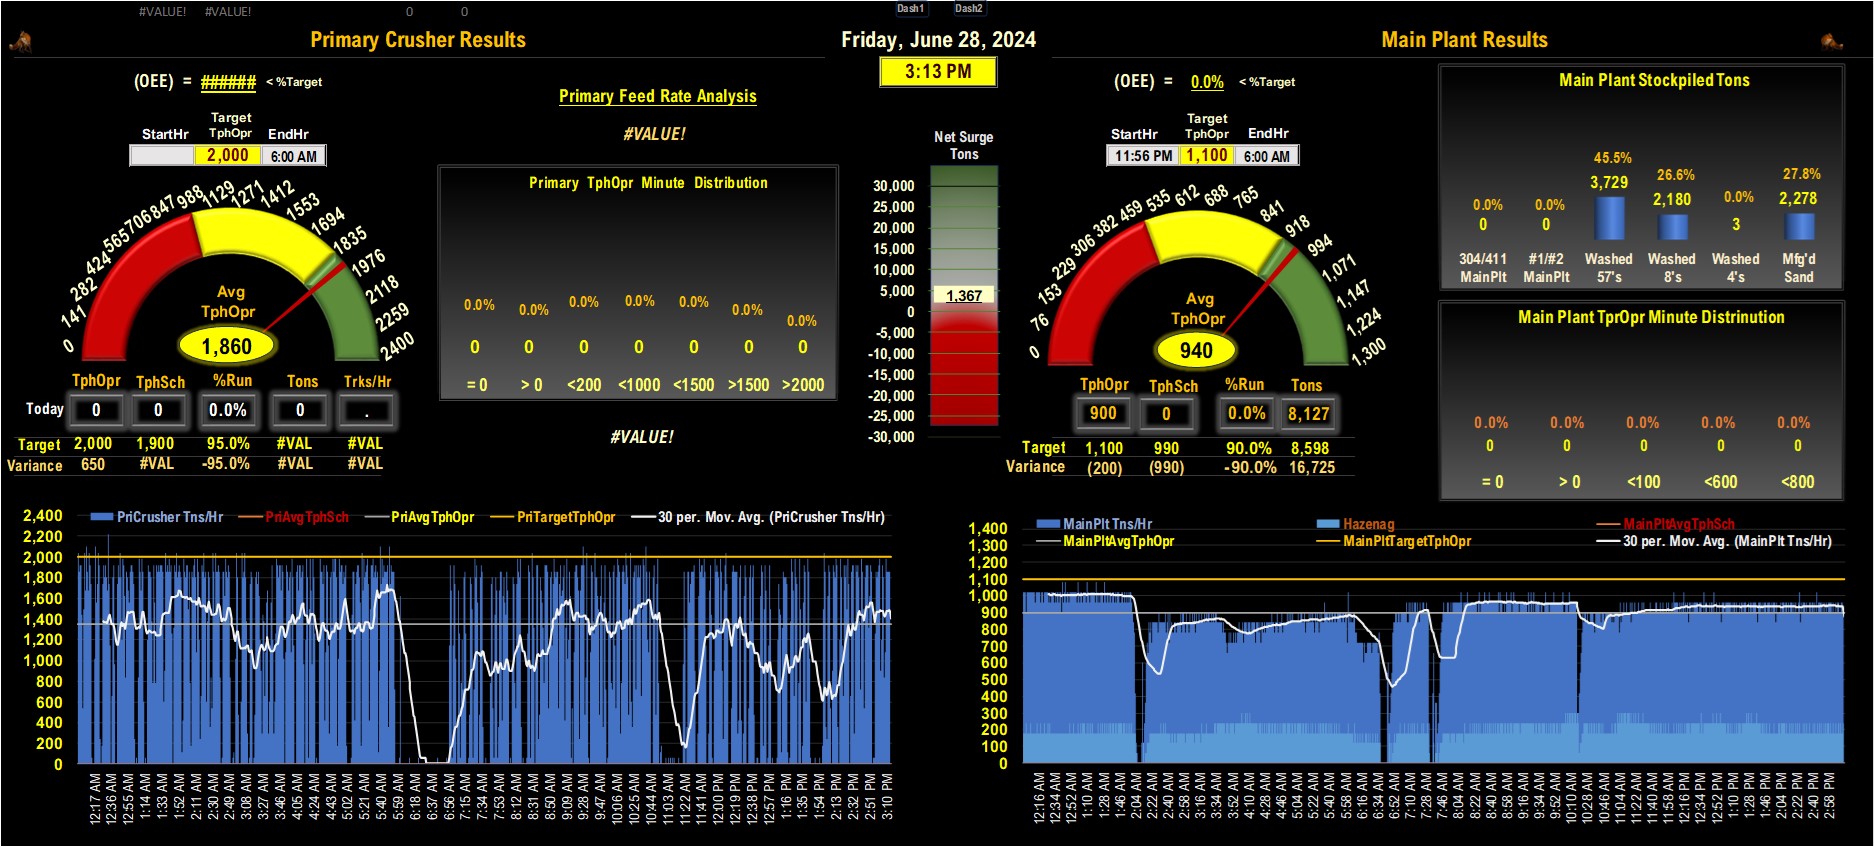 #VALUE! #VALUE! 0 0 Dash1 Dash2
Primary Crusher Results
Friday, June 28, 2024
Main Plant Results
3:13 PM
(OEE) = ###### < %Target
Primary Feed Rate Analysis
#VALUE!
StartHr Target TphOpr EndHr
2,000 6:00 AM
0 141 282 424 565 706 847 988 1129 1271 1412 1553 1694 1835 1976 2118 2259 2400
Avg
TphOpr
1,860
TphOpr TphSch %Run Tons Trks/Hr
Today 0 0 0.0% 0 .
Target 2,000 1,900 95.0% #VAL #VAL
Variance 650 #VAL -95.0% #VAL #VAL
Primary TphOpr Minute Distribution
0.0% 0.0% 0.0% 0.0% 0.0% 0.0% 0.0%
0 0 0 0 0 0 0
= 0 > 0 <200 <1000 <1500 >1500 >2000
#VALUE!
Net Surge
Tons
30,000
25,000
20,000
15,000
10,000
5,000
1,367
0
-5,000
-10,000
-15,000
-20,000
-25,000
-30,000
(OEE) = 0.0% < %Target
StartHr Target TphOpr EndHr
11:56 PM 1,100 6:00 AM
0 76 153 229 306 382 459 535 612 688 765 841 918 994 1,071 1,147 1,224 1,300
Avg
TphOpr
940
TphOpr TphSch %Run Tons
900 0 0.0% 8,127
Target 1,100 990 90.0% 8,598
Variance (200) (990) -90.0% 16,725
Main Plant Stockpiled Tons
0.0% 0.0% 45.5% 26.6% 0.0% 27.8%
0 0 3,729 2,180 3 2,278
304/411 #1/#2 Washed Washed Washed Mfg'd
MainPlt MainPlt 57's 8's 4's Sand
Main Plant TprOpr Minute Distrinution
0.0% 0.0% 0.0% 0.0% 0.0%
0 0 0 0 0
= 0 > 0 <100 <600 <800
PriCrusher Tns/Hr PriAvgTphSch PriAvgTphOpr PriTargetTphOpr 30 per. Mov. Avg. (PriCrusher Tns/Hr)
2,400
2,200
2,000
1,800
1,600
1,400
1,200
1,000
800
600
400
200
0
12:17 AM 12:36 AM 12:55 AM 1:14 AM 1:33 AM 1:52 AM 2:11 AM 2:30 AM 2:49 AM 3:08 AM 3:27 AM 3:46 AM 4:05 AM 4:24 AM 4:43 AM 5:02 AM 5:21 AM 5:40 AM 5:59 AM 6:18 AM 6:37 AM 6:56 AM 7:15 AM 7:34 AM 7:53 AM 8:12 AM 8:31 AM 8:50 AM 9:09 AM 9:28 AM 9:47 AM 10:06 AM 10:25 AM 10:44 AM 11:03 AM 11:22 AM 11:41 AM 12:00 PM 12:19 PM 12:38 PM 12:57 PM 1:16 PM 1:35 PM 1:54 PM 2:13 PM 2:32 PM 2:51 PM 3:10 PM
MainPlt Tns/Hr Hazenag MainPltAvgTphSch
MainPltAvgTphOpr MainPltTargetTphOpr 30 per. Mov. Avg. (MainPlt Tns/Hr)
1,400
1,300
1,200
1,100
1,000
900
800
700
600
500
400
300
200
100
0
12:16 AM 12:34 AM 12:52 AM 1:10 AM 1:28 AM 1:46 AM 2:04 AM 2:22 AM 2:40 AM 2:58 AM 3:16 AM 3:34 AM 3:52 AM 4:10 AM 4:28 AM 4:46 AM 5:04 AM 5:22 AM 5:40 AM 5:58 AM 6:16 AM 6:34 AM 6:52 AM 7:10 AM 7:28 AM 7:46 AM 8:04 AM 8:22 AM 8:40 AM 8:58 AM 9:16 AM 9:34 AM 9:52 AM 10:10 AM 10:28 AM 10:46 AM 11:04 AM 11:22 AM 11:40 AM 11:58 AM 12:16 PM 12:34 PM 12:52 PM 1:10 PM 1:28 PM 1:46 PM 2:04 PM 2:22 PM 2:40 PM 2:58 PM